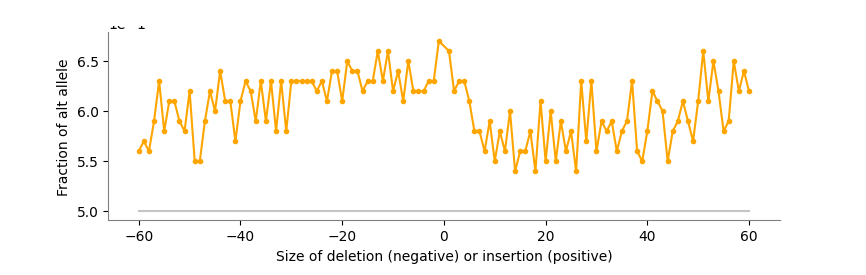 Fraction of alt allele
6.5
6.0
5.5
5.0
−60 −40 −20 0 20 40 60
Size of deletion (negative) or insertion (positive)